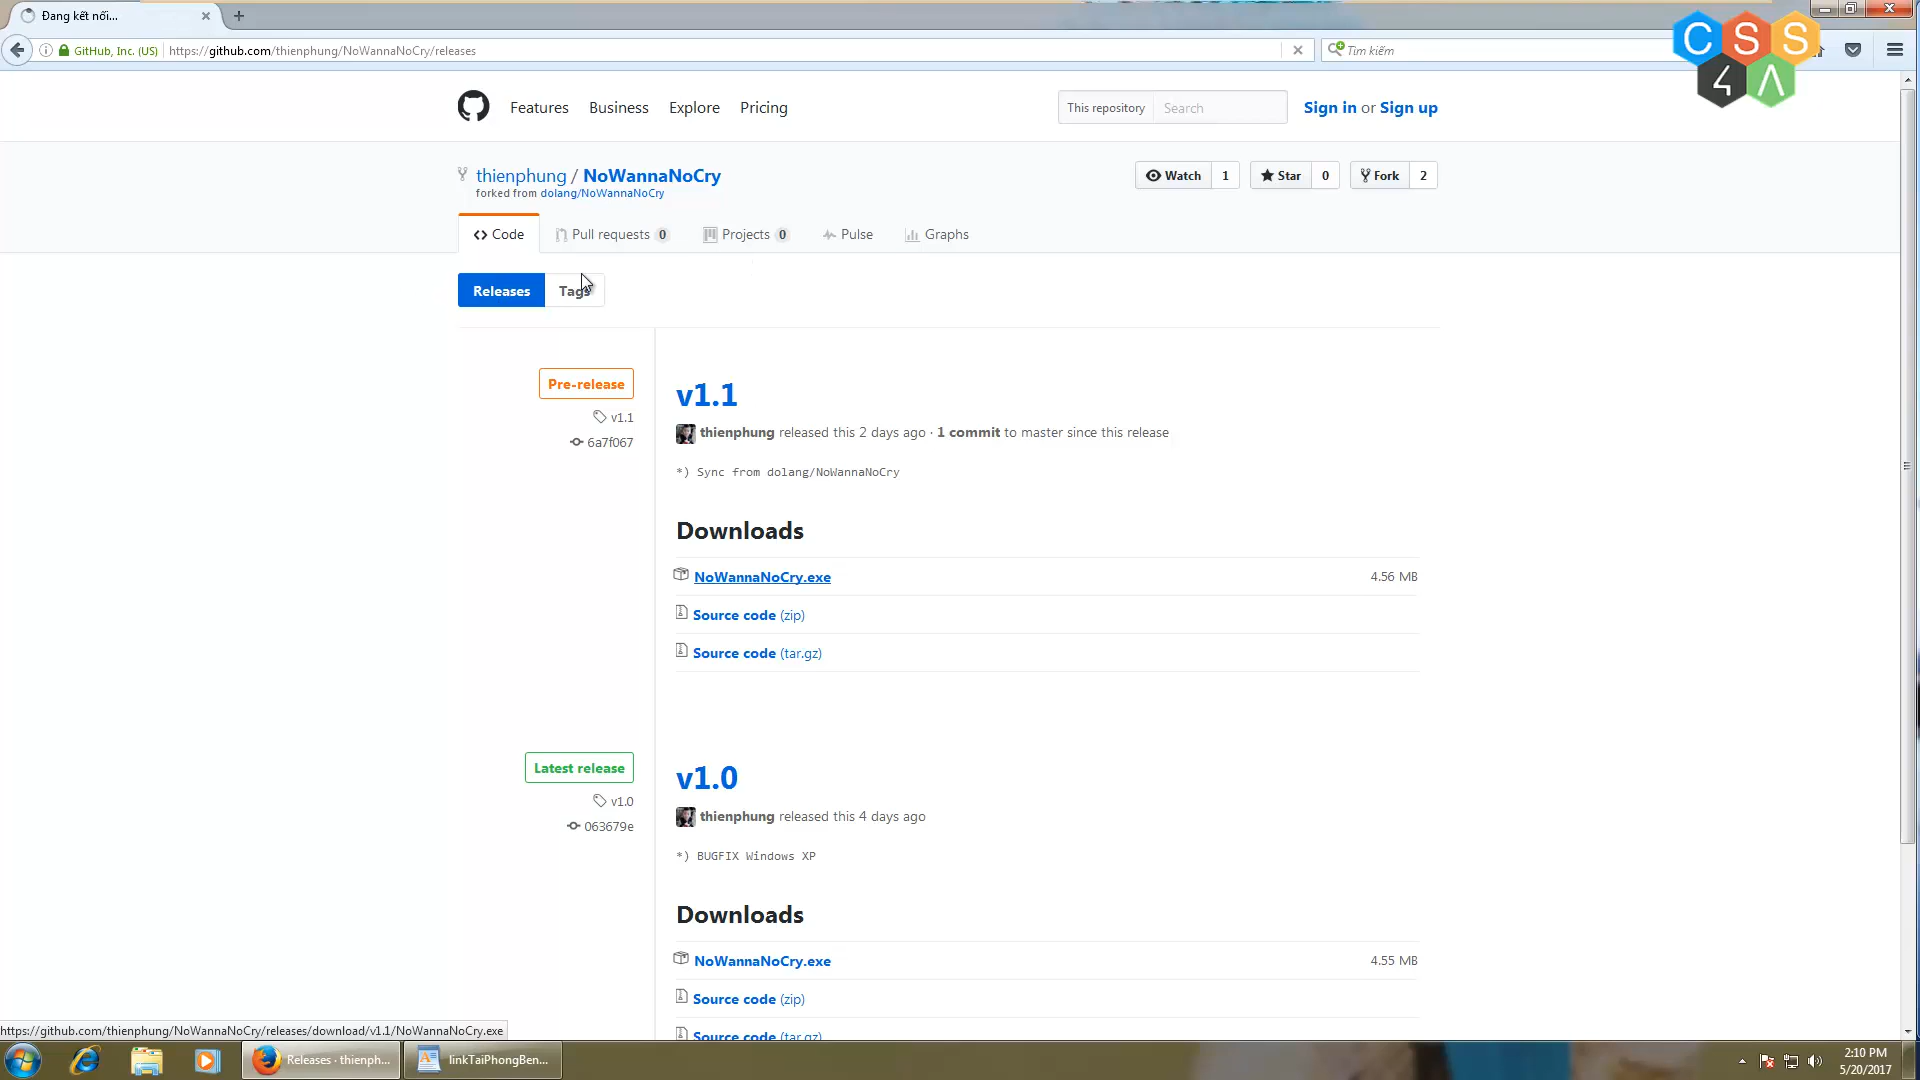 Đang kết nối...
GitHub, Inc. (US)
https://github.com/thienphung/NoWannaNoCry/releases
Tìm kiếm
CSS
4Λ
Features Business Explore Pricing
This repository Search
Sign in or Sign up
thienphung / NoWannaNoCry
forked from dolang/NoWannaNoCry
Watch 1
Star 0
Fork 2
Code
Pull requests 0
Projects 0
Pulse
Graphs
Releases Tags
Pre-release
v1.1
6a7f067
v1.1
thienphung released this 2 days ago · 1 commit to master since this release
*) Sync from dolang/NoWannaNoCry
Downloads
NoWannaNoCry.exe 4.56 MB
Source code (zip)
Source code (tar.gz)
Latest release
v1.0
063679e
v1.0
thienphung released this 4 days ago
*) BUGFIX Windows XP
Downloads
NoWannaNoCry.exe 4.55 MB
Source code (zip)
Source code (tar.gz)
https://github.com/thienphung/NoWannaNoCry/releases/download/v1.1/NoWannaNoCry.exe
Releases · thienph...
linkTaiPhongBen...
2:10 PM
5/20/2017